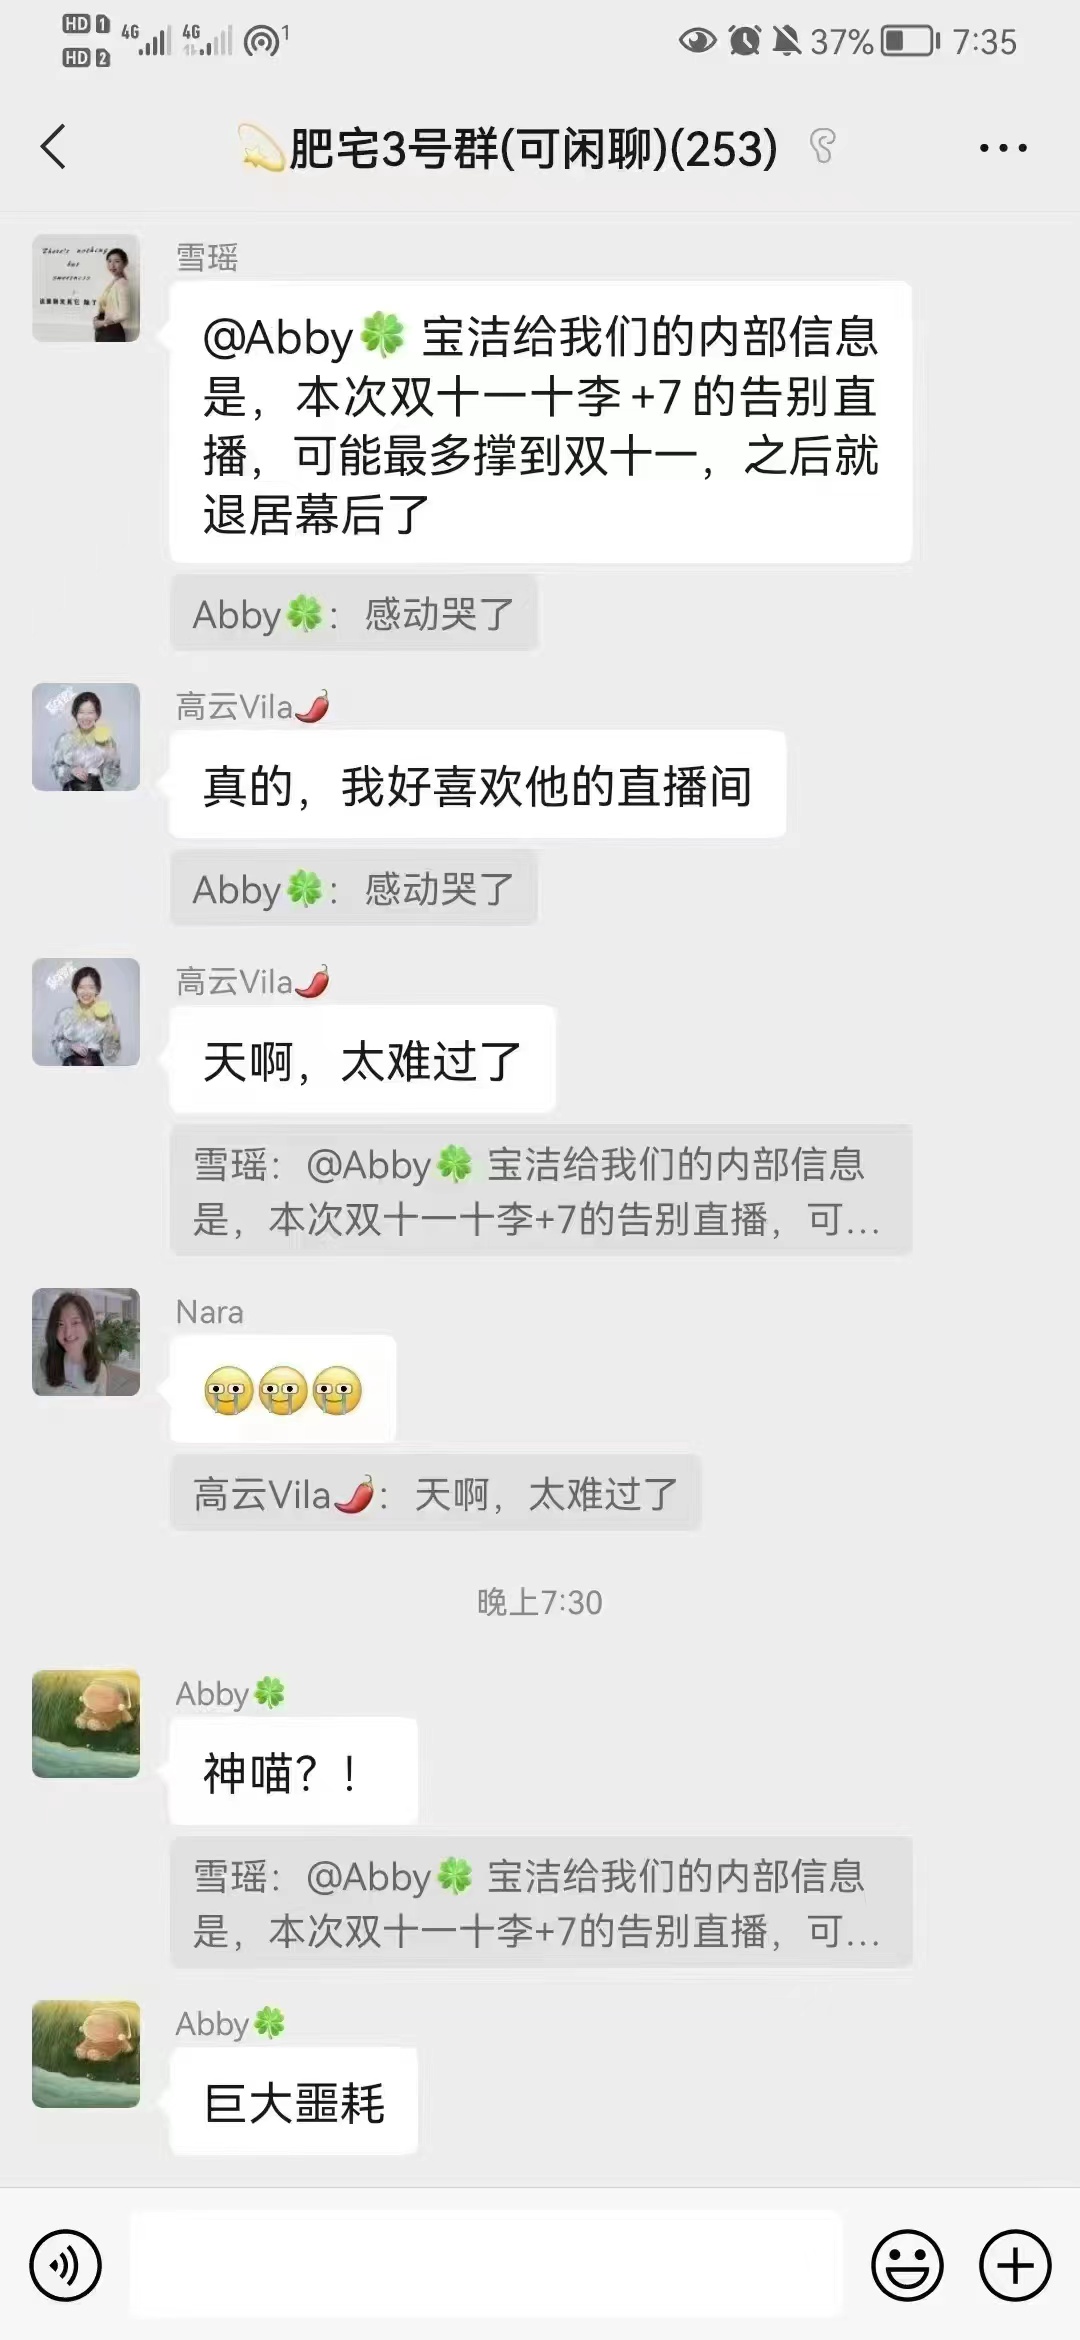 HD 1 4G 4G 1 37% 7:35
HD 2
肥宅3号群(可闲聊)(253)
There's nothing
but
sweetness
雪瑶
@Abby🍀 宝洁给我们的内部信息
是，本次双十一十李+7的告别直
播，可能最多撑到双十一，之后就
退居幕后了
Abby🍀：感动哭了
高云Vila🌶️
真的，我好喜欢他的直播间
Abby🍀：感动哭了
高云Vila🌶️
天啊，太难过了
雪瑶：@Abby🍀 宝洁给我们的内部信息
是，本次双十一十李+7的告别直播，可...
Nara
高云Vila🌶️：天啊，太难过了
晚上7:30
Abby🍀
神喵？！
雪瑶：@Abby🍀 宝洁给我们的内部信息
是，本次双十一十李+7的告别直播，可...
Abby🍀
巨大噩耗